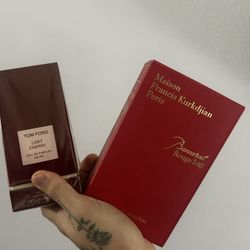 TOM FORD
LOST CHERRY
EAU DE PARFUM
Maison
Francis Kurkdjian
Paris
Baccarat
Rouge 540